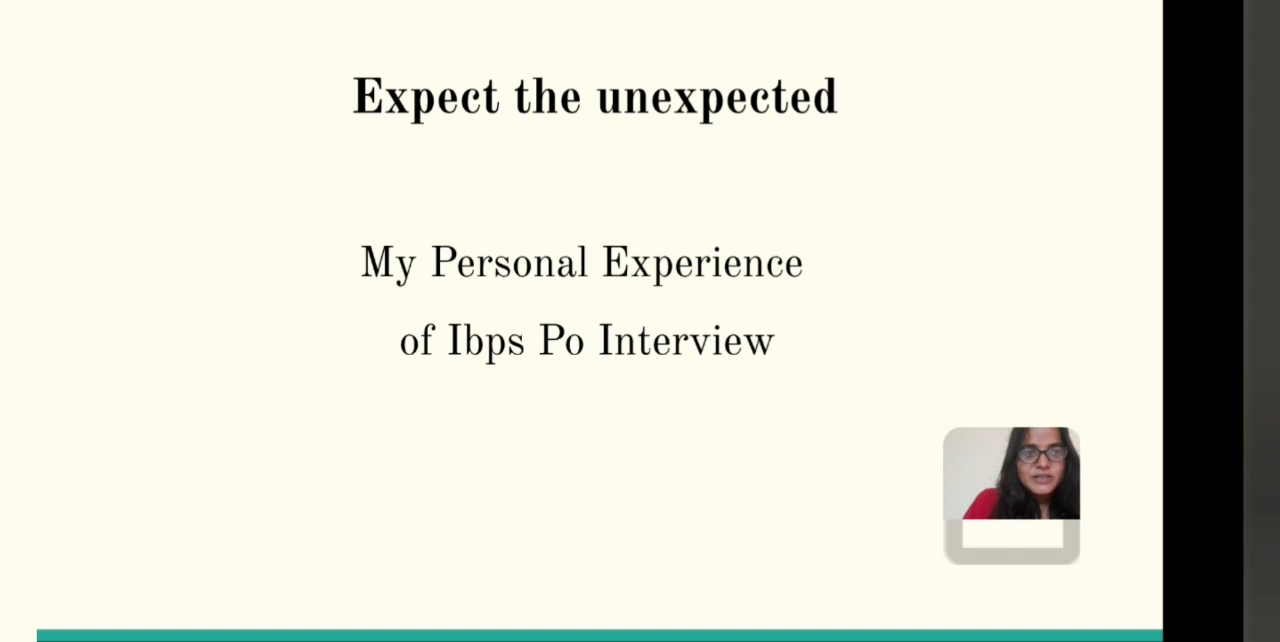 Expect the unexpected
My Personal Experience
of Ibps Po Interview